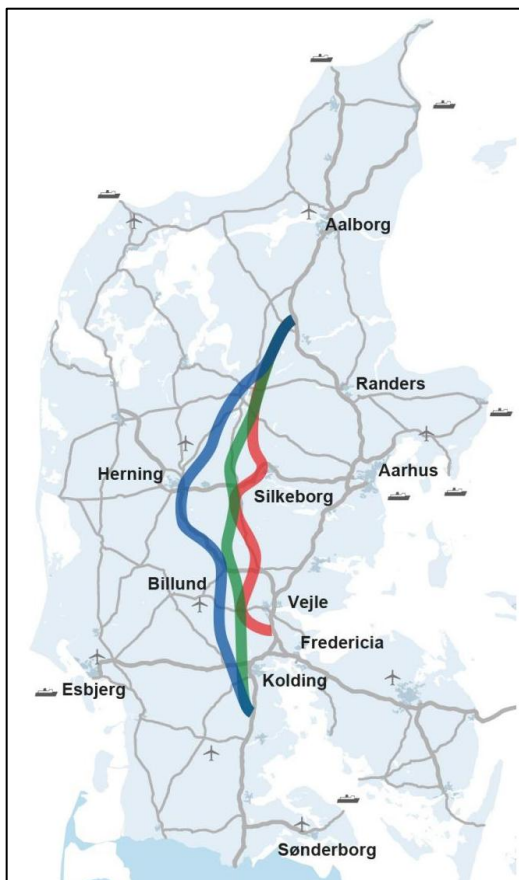 Aalborg
Randers
Aarhus
Herning
Silkeborg
Billund
Vejle
Fredericia
Kolding
Esbjerg
Sønderborg